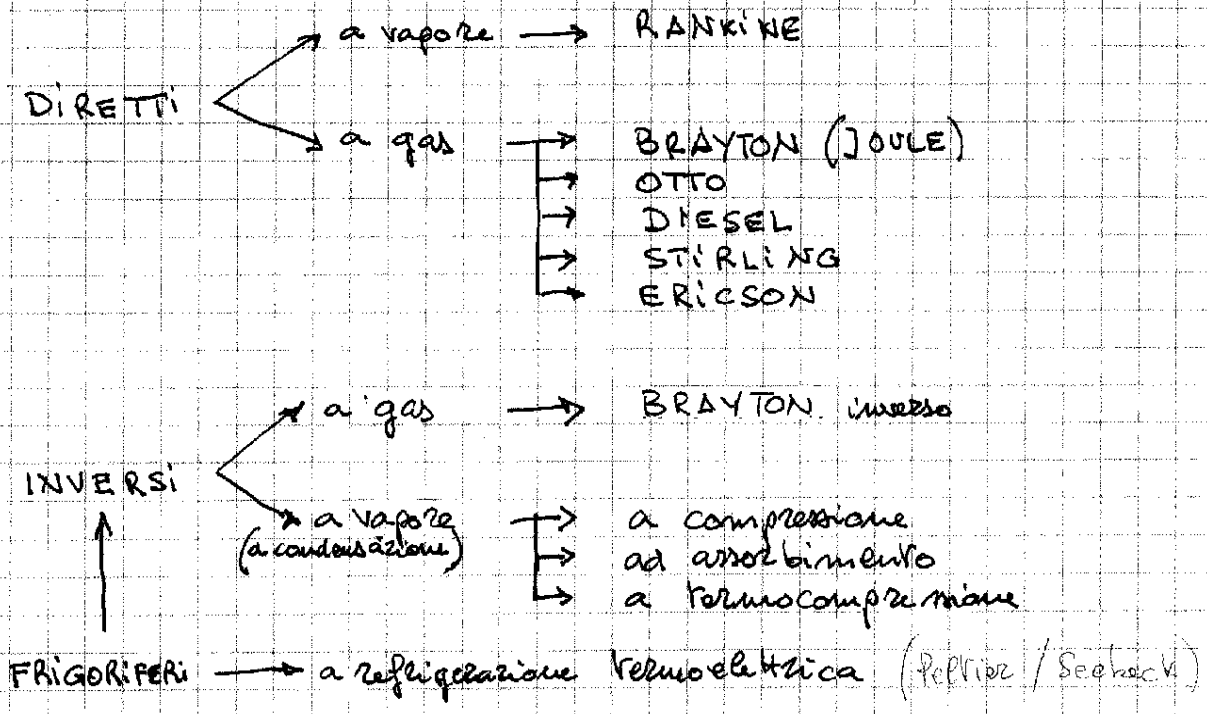 a vapore → RANKINE
DIRETTI
a gas → BRAYTON (JOULE)
→ OTTO
→ DIESEL
→ STIRLING
→ ERICSON
a gas → BRAYTON. inverso
INVERSI
a vapore → a compressione
(a condensazione) → ad assorbimento
→ a termocompressione
FRIGORIFERI → a refrigerazione termoelettrica (Peltier / Seebeck)